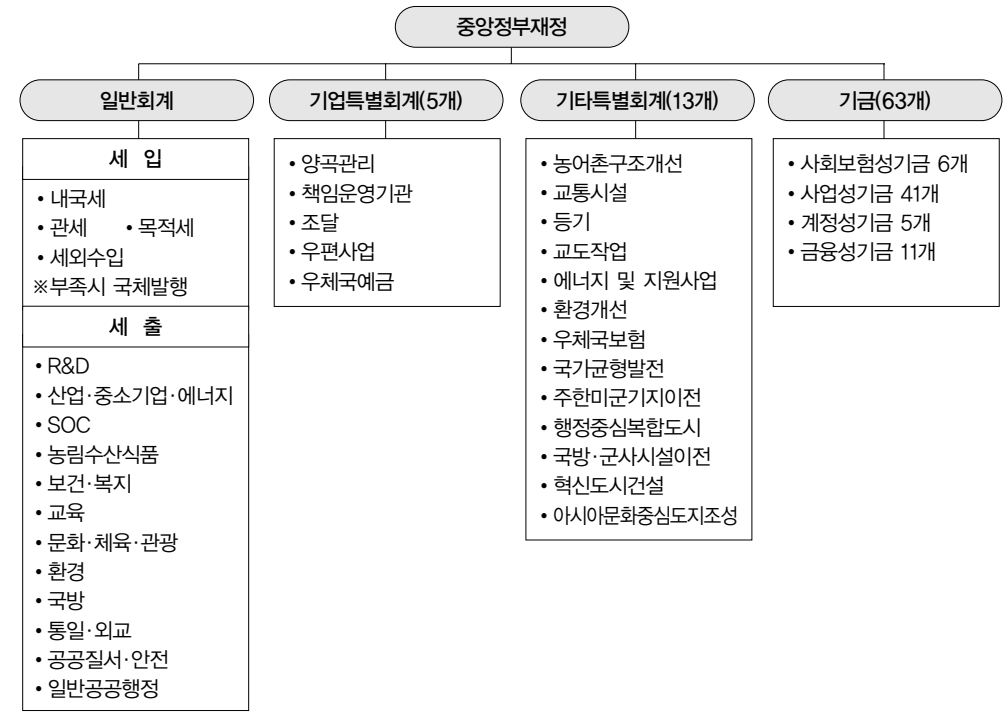 중앙정부재정
일반회계
세 입
• 내국세
• 관세 • 목적세
• 세외수입
※부족시 국체발행
세 출
• R&D
• 산업·중소기업·에너지
• SOC
• 농림수산식품
• 보건·복지
• 교육
• 문화·체육·관광
• 환경
• 국방
• 통일·외교
• 공공질서·안전
• 일반공공행정
기업특별회계(5개)
• 양곡관리
• 책임운영기관
• 조달
• 우편사업
• 우체국예금
기타특별회계(13개)
• 농어촌구조개선
• 교통시설
• 등기
• 교도작업
• 에너지 및 지원사업
• 환경개선
• 우체국보험
• 국가균형발전
• 주한미군기지이전
• 행정중심복합도시
• 국방·군사시설이전
• 혁신도시건설
• 아시아문화중심도지조성
기금(63개)
• 사회보험성기금 6개
• 사업성기금 41개
• 계정성기금 5개
• 금융성기금 11개